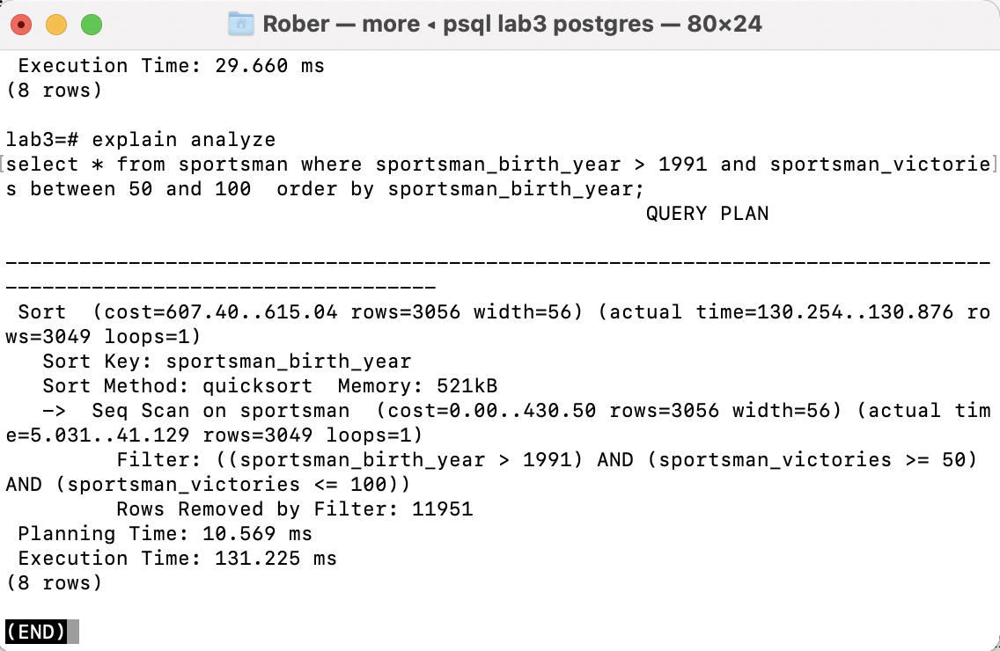 Rober — more ◂ psql lab3 postgres — 80×24
 Execution Time: 29.660 ms
(8 rows)

lab3=# explain analyze
[select * from sportsman where sportsman_birth_year > 1991 and sportsman_victorie]
s between 50 and 100  order by sportsman_birth_year;
                                                    QUERY PLAN

--------------------------------------------------------------------------------
-----------------------------------
 Sort  (cost=607.40..615.04 rows=3056 width=56) (actual time=130.254..130.876 ro
ws=3049 loops=1)
   Sort Key: sportsman_birth_year
   Sort Method: quicksort  Memory: 521kB
   ->  Seq Scan on sportsman  (cost=0.00..430.50 rows=3056 width=56) (actual tim
e=5.031..41.129 rows=3049 loops=1)
         Filter: ((sportsman_birth_year > 1991) AND (sportsman_victories >= 50)
AND (sportsman_victories <= 100))
         Rows Removed by Filter: 11951
 Planning Time: 10.569 ms
 Execution Time: 131.225 ms
(8 rows)

(END)